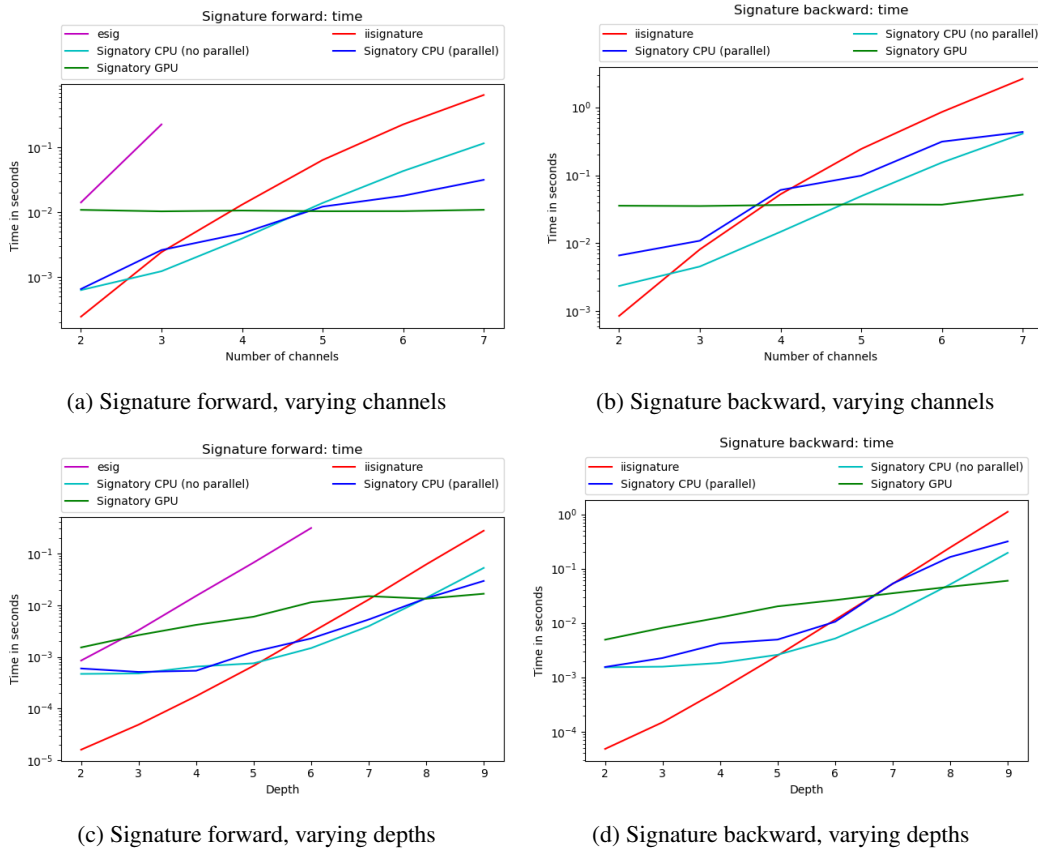 Signature forward: time
esig
iisignature
Signatory CPU (no parallel)
Signatory CPU (parallel)
Signatory GPU
10⁻¹
10⁻²
10⁻³
Time in seconds
2 3 4 5 6 7
Number of channels
(a) Signature forward, varying channels
Signature backward: time
iisignature
Signatory CPU (no parallel)
Signatory CPU (parallel)
Signatory GPU
10⁰
10⁻¹
10⁻²
10⁻³
Time in seconds
2 3 4 5 6 7
Number of channels
(b) Signature backward, varying channels
Signature forward: time
esig
iisignature
Signatory CPU (no parallel)
Signatory CPU (parallel)
Signatory GPU
10⁻¹
10⁻²
10⁻³
10⁻⁴
10⁻⁵
Time in seconds
2 3 4 5 6 7 8 9
Depth
(c) Signature forward, varying depths
Signature backward: time
iisignature
Signatory CPU (no parallel)
Signatory CPU (parallel)
Signatory GPU
10⁰
10⁻¹
10⁻²
10⁻³
10⁻⁴
Time in seconds
2 3 4 5 6 7 8 9
Depth
(d) Signature backward, varying depths